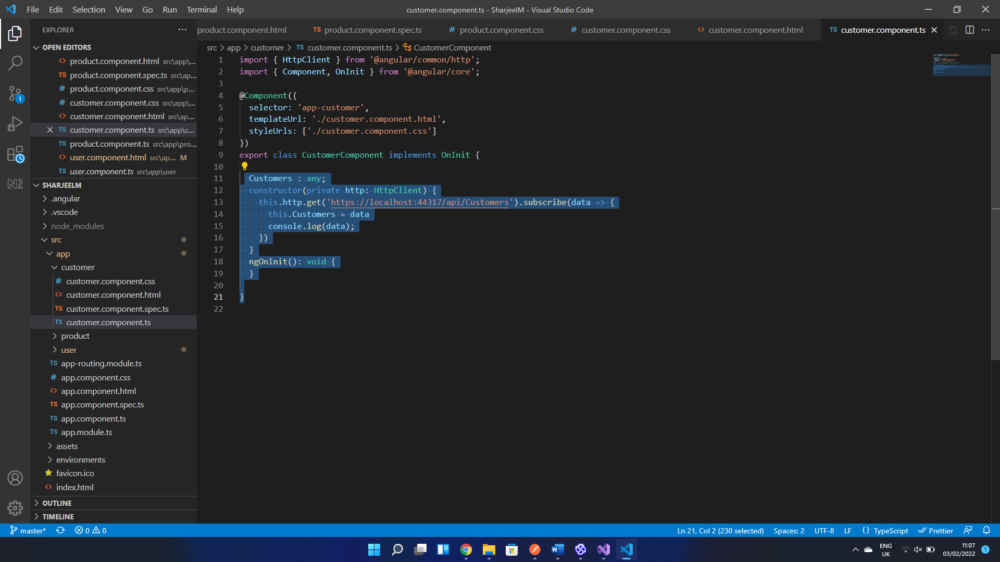 File Edit Selection View Go Run Terminal Help
customer.component.ts - SharjeelM - Visual Studio Code
EXPLORER
product.component.html
TS product.component.spec.ts
# product.component.css
# customer.component.css
<> customer.component.html
TS customer.component.ts
OPEN EDITORS
<> product.component.html src\app\...
TS product.component.spec.ts src\ap...
# product.component.css src\app\p...
# customer.component.css src\app\...
<> customer.component.html src\ap...
TS customer.component.ts src\app\c...
TS product.component.ts src\app\pro...
<> user.component.html src\ap... M
TS user.component.ts src\app\user
SHARJEELM
.angular
.vscode
node_modules
src
app
customer
# customer.component.css
<> customer.component.html
TS customer.component.spec.ts
TS customer.component.ts
product
user
TS app-routing.module.ts
# app.component.css
<> app.component.html
TS app.component.spec.ts
TS app.component.ts
TS app.module.ts
assets
environments
favicon.ico
<> index.html
OUTLINE
TIMELINE
1
src > app > customer > TS customer.component.ts > CustomerComponent
1 import { HttpClient } from '@angular/common/http';
2 import { Component, OnInit } from '@angular/core';
3
4 @Component({
5 selector: 'app-customer',
6 templateUrl: './customer.component.html',
7 styleUrls: ['./customer.component.css']
8 })
9 export class CustomerComponent implements OnInit {
10
11 Customers : any;
12 constructor(private http: HttpClient) {
13 this.http.get('https://localhost:44317/api/Customers').subscribe(data => {
14 this.Customers = data
15 console.log(data);
16 })
17 }
18 ngOnInit(): void {
19 }
20
21 }
22
master* 0 0
Ln 21, Col 2 (230 selected) Spaces: 2 UTF-8 LF {} TypeScript Prettier
ENG
UK
11:07
03/02/2022
1